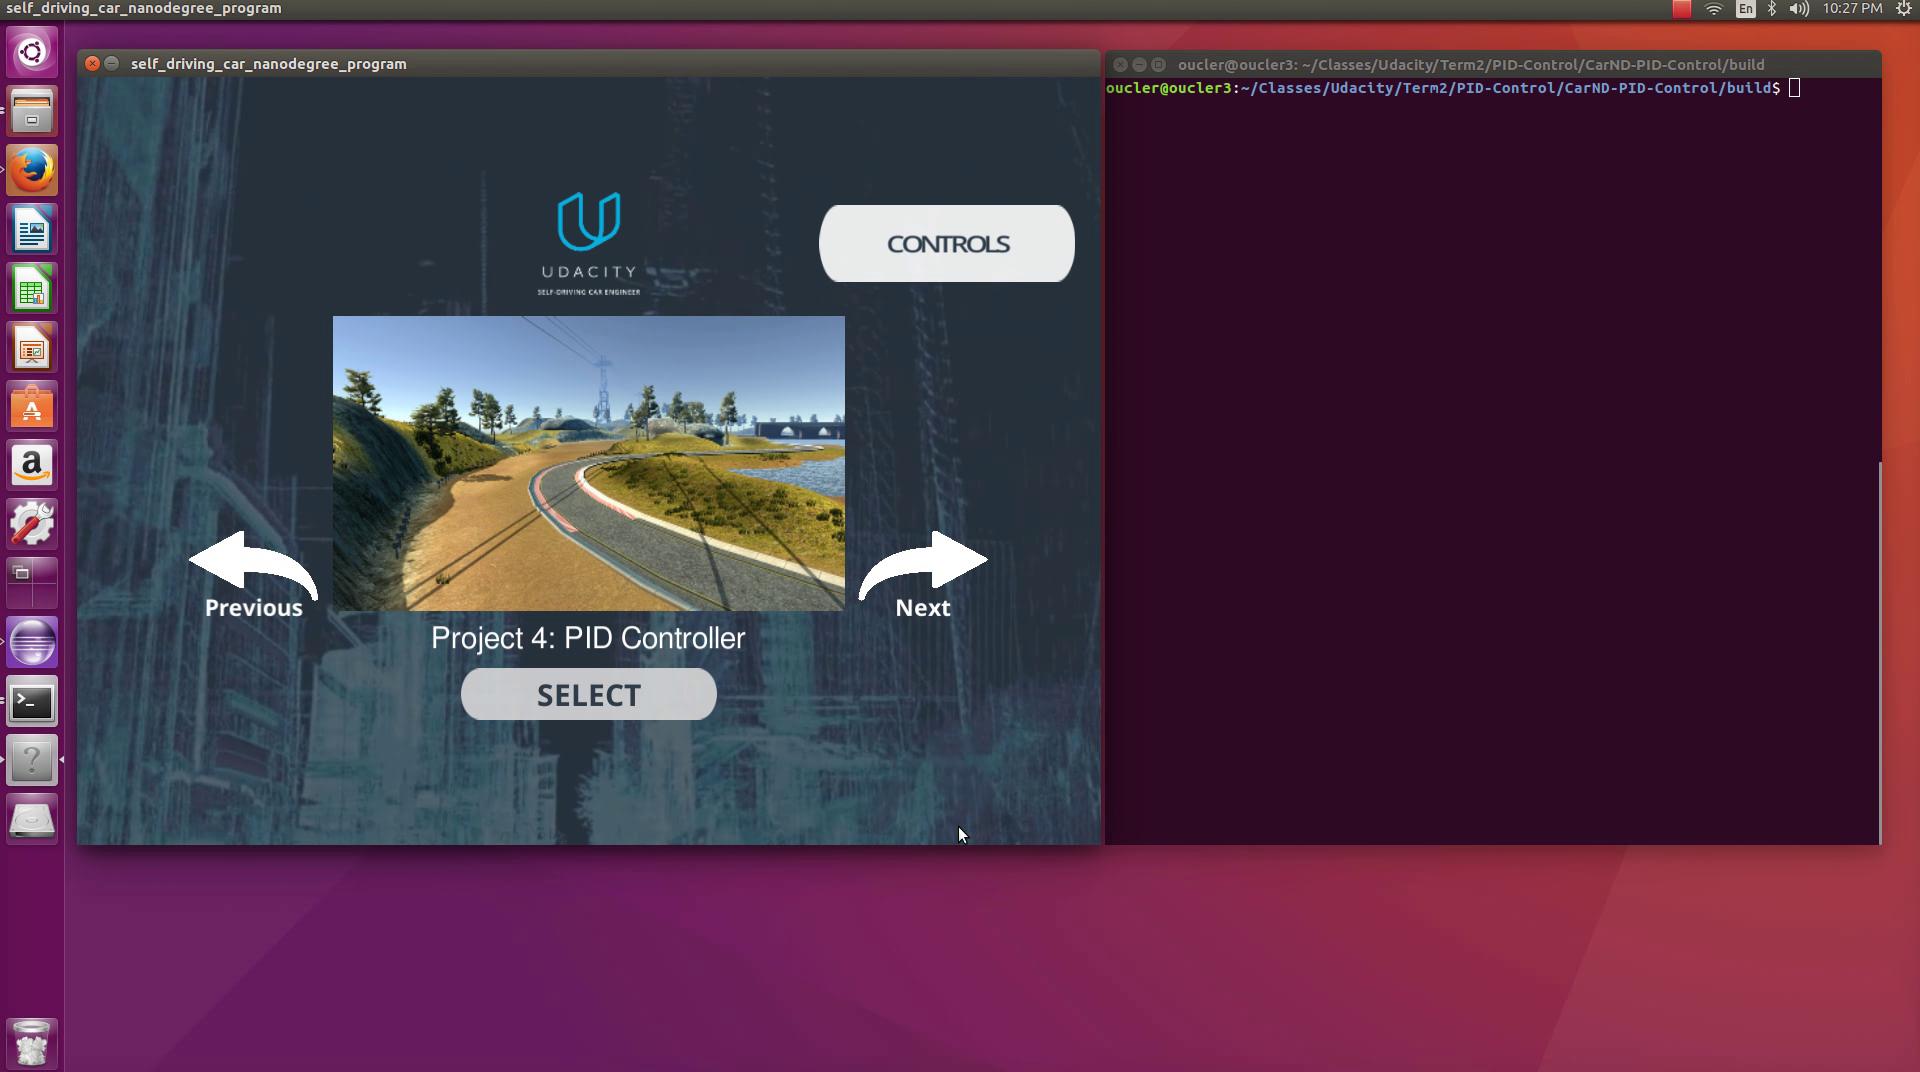 self_driving_car_nanodegree_program
En
10:27 PM
self_driving_car_nanodegree_program
UDACITY
SELF-DRIVING CAR ENGINEER
CONTROLS
Previous
Next
Project 4: PID Controller
SELECT
oucler@oucler3: ~/Classes/Udacity/Term2/PID-Control/CarND-PID-Control/build
oucler@oucler3:~/Classes/Udacity/Term2/PID-Control/CarND-PID-Control/build$